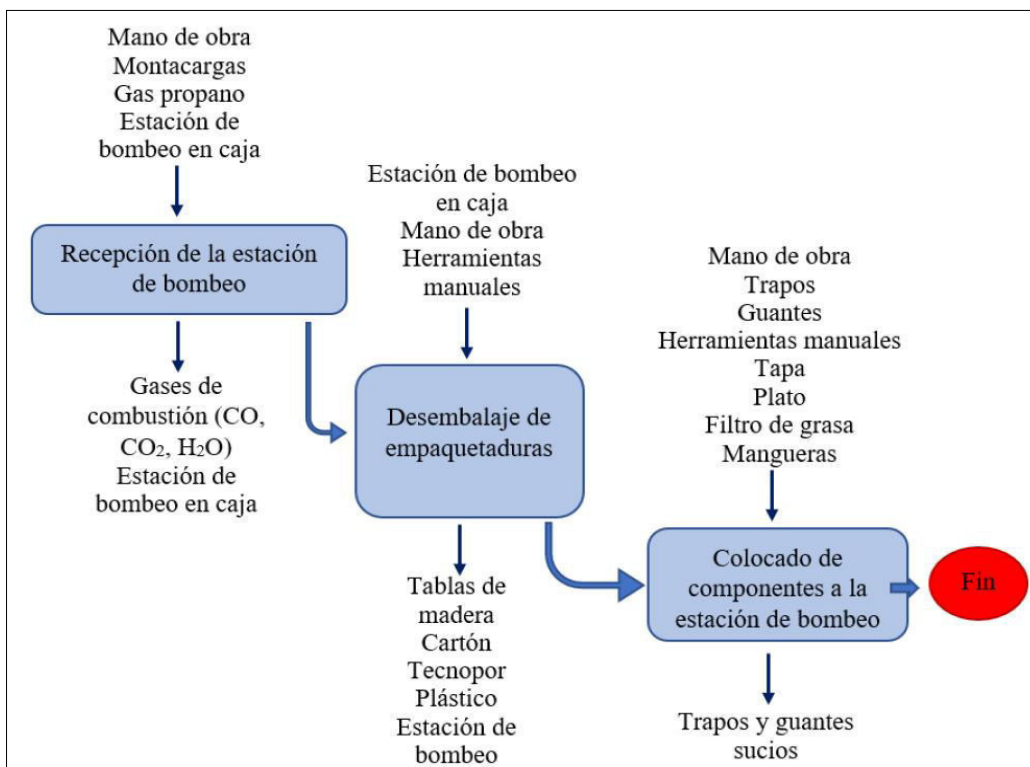 Mano de obra
Montacargas
Gas propano
Estación de
bombeo en caja
Recepción de la estación
de bombeo
Gases de
combustión (CO,
CO₂, H₂O)
Estación de
bombeo en caja
Estación de bombeo
en caja
Mano de obra
Herramientas
manuales
Desembalaje de
empaquetaduras
Tablas de
madera
Cartón
Tecnopor
Plástico
Estación de
bombeo
Mano de obra
Trapos
Guantes
Herramientas manuales
Tapa
Plato
Filtro de grasa
Mangueras
Colocado de
componentes a la
estación de bombeo
Trapos y guantes
sucios
Fin